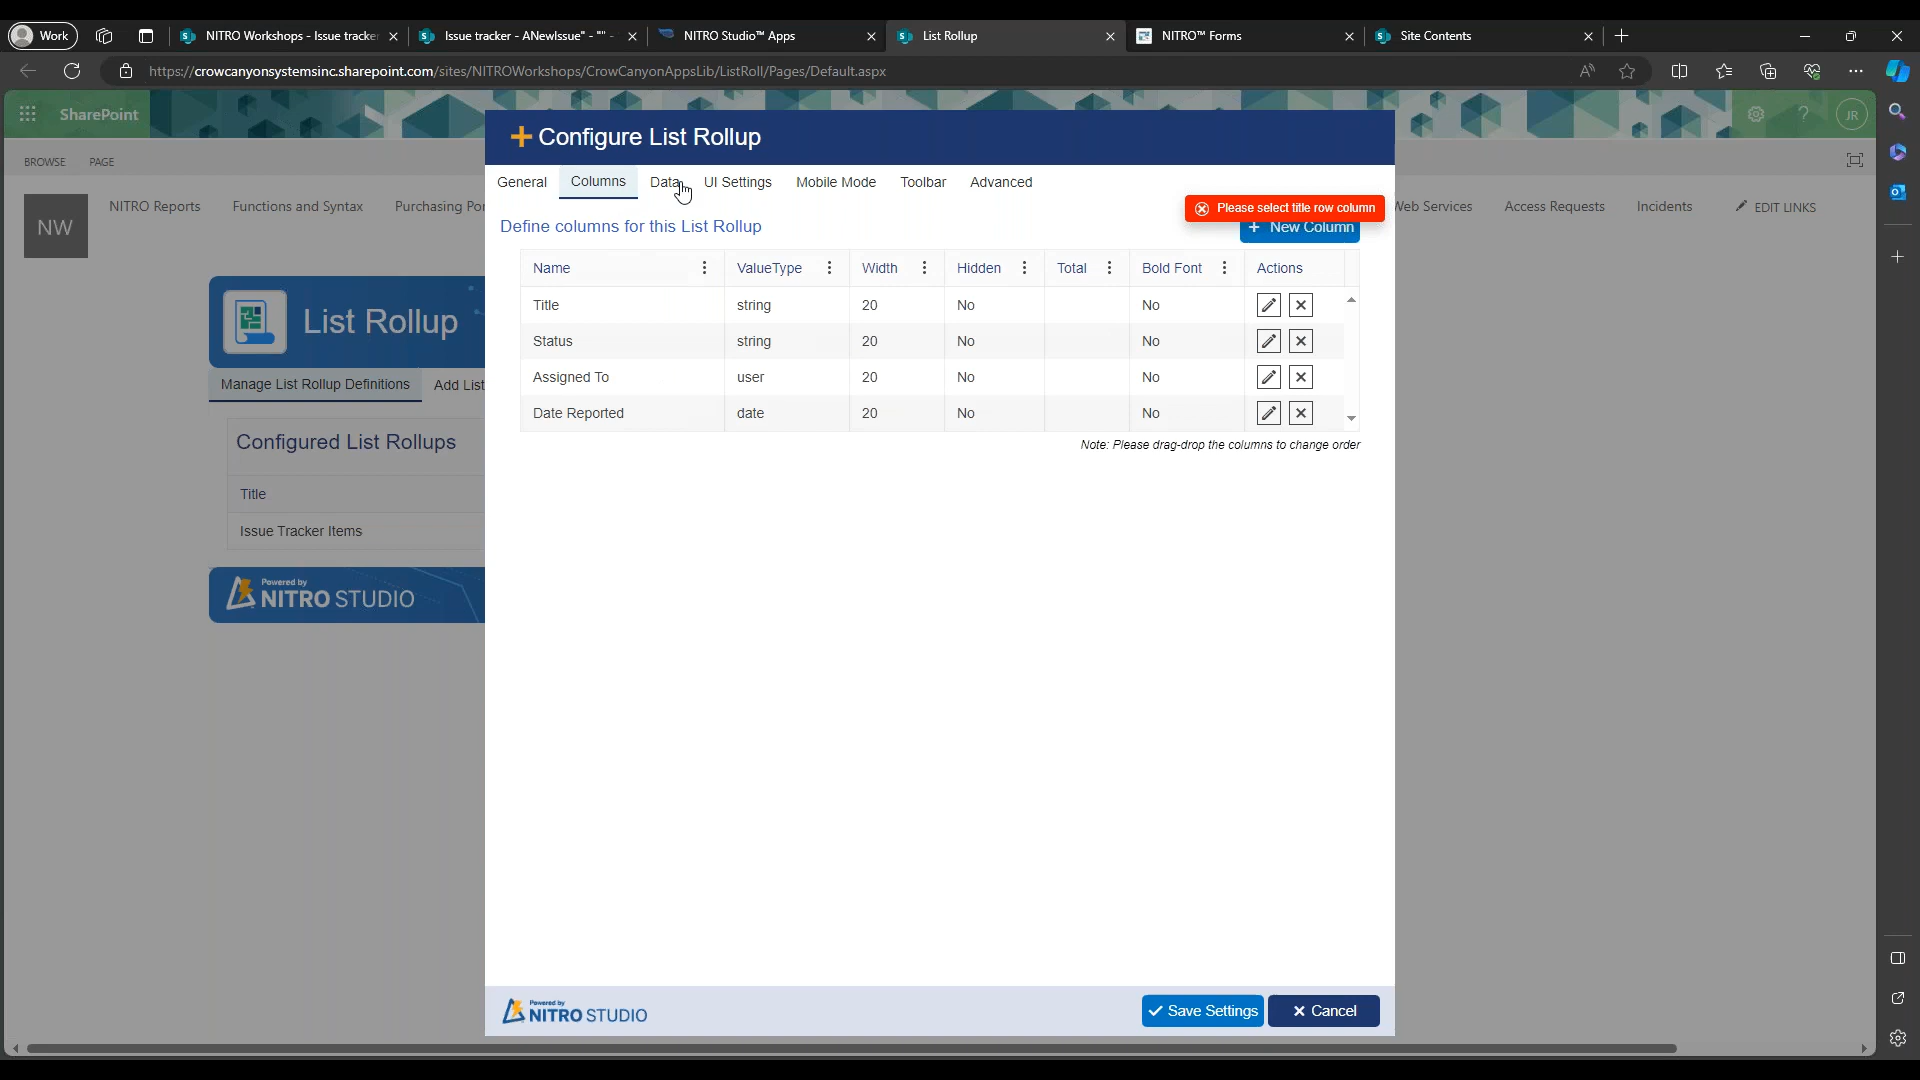 Work
NITRO Workshops - Issue tracke
Issue tracker - ANewIssue" - "" -
NITRO Studio™ Apps
List Rollup
NITRO™ Forms
Site Contents
https://crowcanyonsystemsinc.sharepoint.com/sites/NITROWorkshops/CrowCanyonAppsLib/ListRoll/Pages/Default.aspx
SharePoint
JR
BROWSE
PAGE
NW
NITRO Reports
Functions and Syntax
Purchasing Por
Web Services
Access Requests
Incidents
EDIT LINKS
List Rollup
Manage List Rollup Definitions
Add List
Configured List Rollups
Title
Issue Tracker Items
Powered by
NITRO STUDIO
Configure List Rollup
General
Columns
Data
UI Settings
Mobile Mode
Toolbar
Advanced
Please select title row column
Define columns for this List Rollup
+ New Column
Name ValueType Width Hidden Total Bold Font Actions
Title string 20 No No
Status string 20 No No
Assigned To user 20 No No
Date Reported date 20 No No
Note: Please drag-drop the columns to change order
Powered by
NITRO STUDIO
Save Settings
Cancel